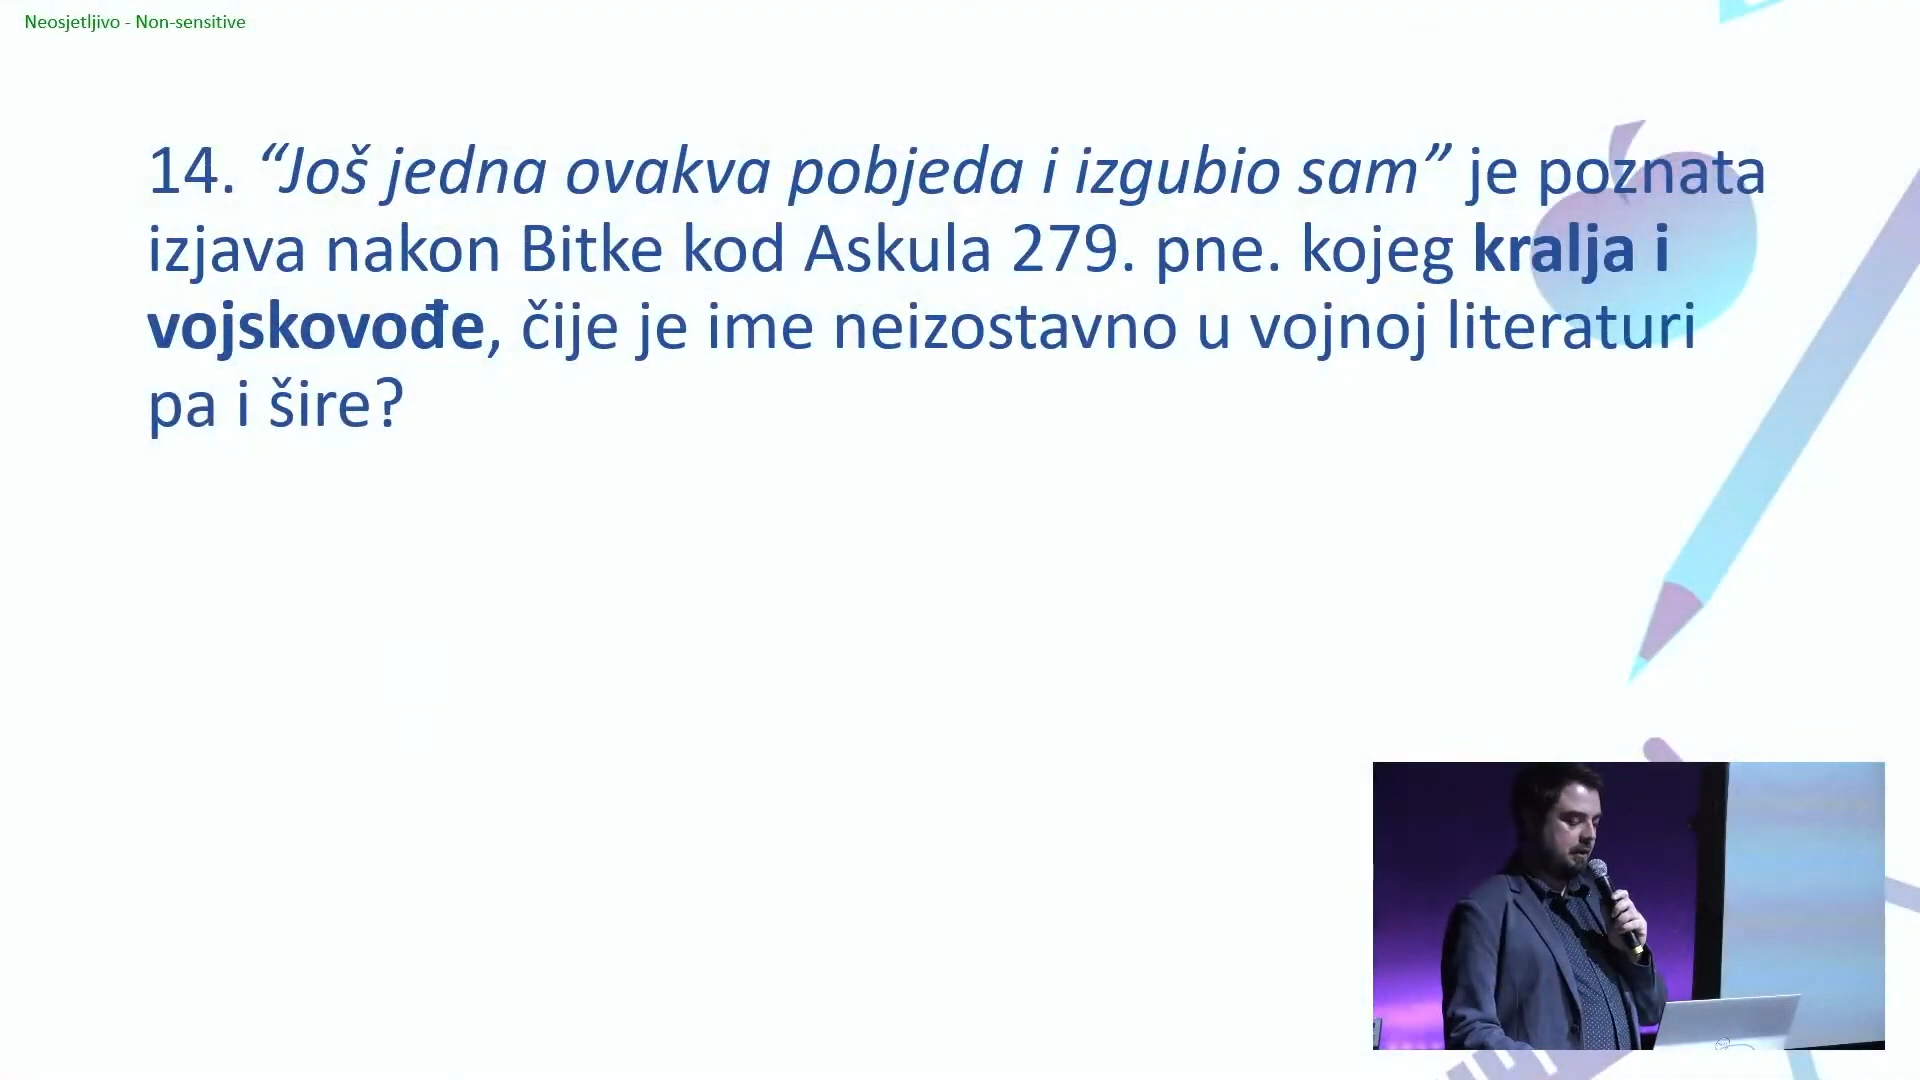 Neosjetljivo - Non-sensitive
14. “Još jedna ovakva pobjeda i izgubio sam” je poznata
izjava nakon Bitke kod Askula 279. pne. kojeg kralja i
vojskovođe, čije je ime neizostavno u vojnoj literaturi
pa i šire?